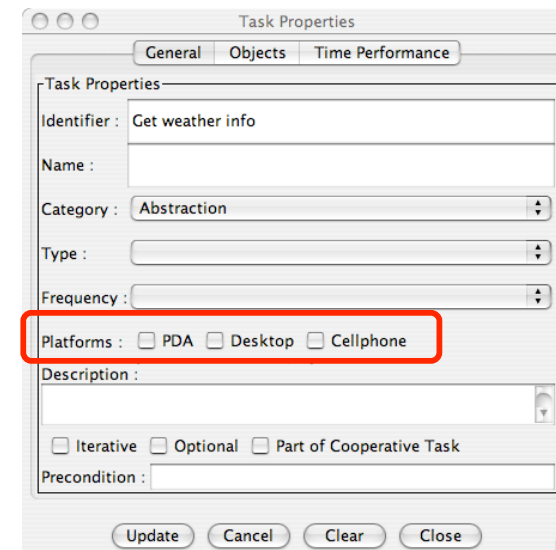 Task Properties
General Objects Time Performance
Task Properties
Identifier : Get weather info
Name :
Category : Abstraction
Type :
Frequency :
Platforms : PDA Desktop Cellphone
Description :
Iterative Optional Part of Cooperative Task
Precondition :
Update Cancel Clear Close